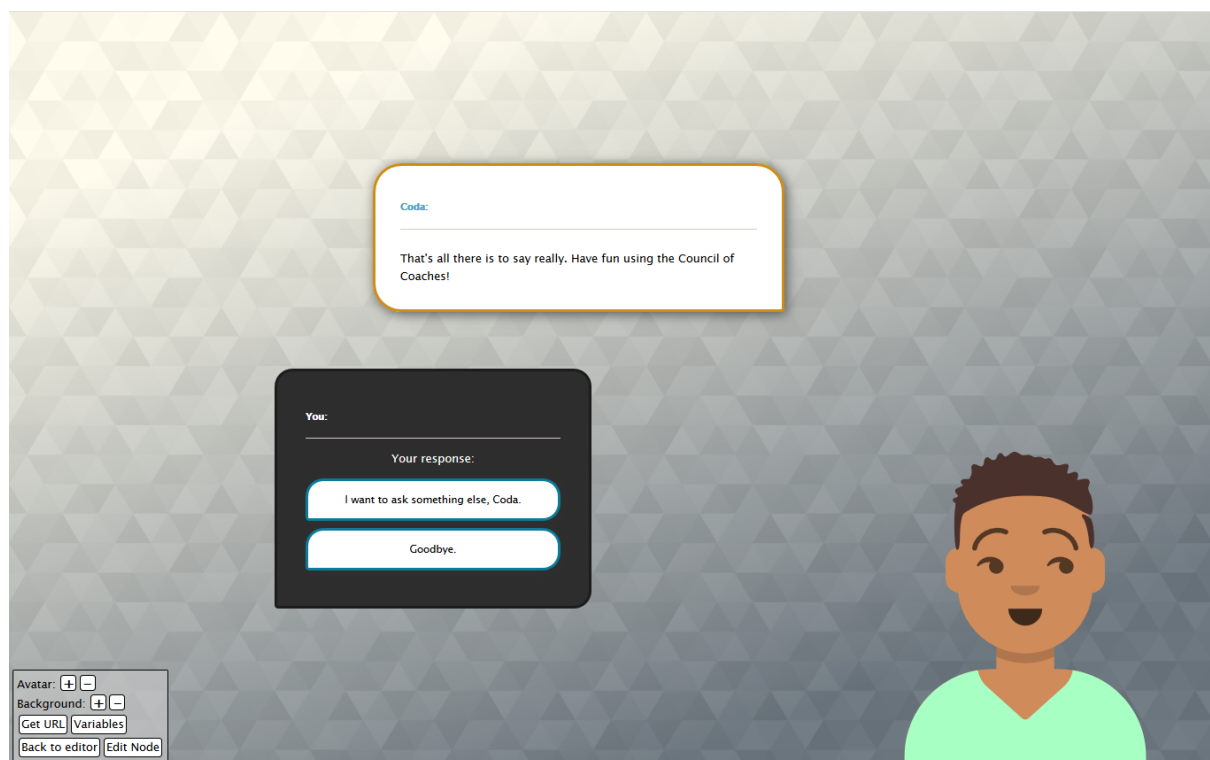 Coda:
That's all there is to say really. Have fun using the Council of
Coaches!
You:
Your response:
I want to ask something else, Coda.
Goodbye.
Avatar: + −
Background: + −
Get URL Variables
Back to editor Edit Node